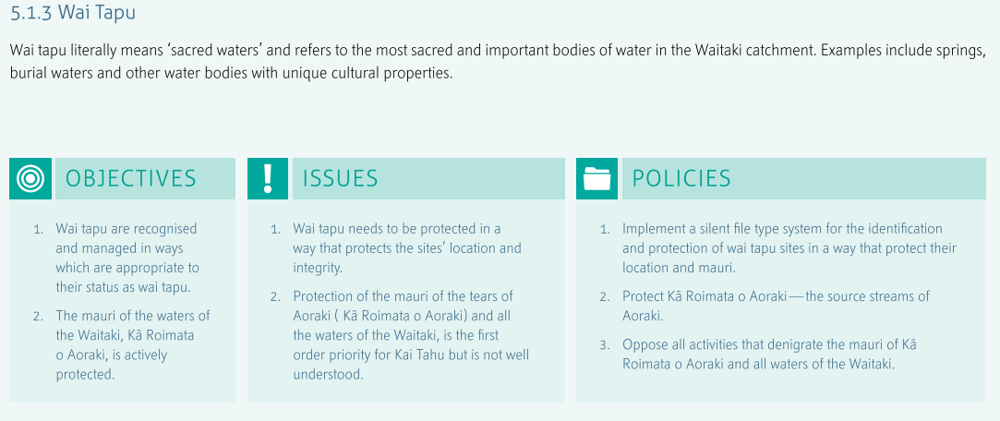 5.1.3 Wai Tapu
Wai tapu literally means ‘sacred waters’ and refers to the most sacred and important bodies of water in the Waitaki catchment. Examples include springs,
burial waters and other water bodies with unique cultural properties.
OBJECTIVES
1. Wai tapu are recognised
and managed in ways
which are appropriate to
their status as wai tapu.
2. The mauri of the waters of
the Waitaki, Kā Roimata
o Aoraki, is actively
protected.
ISSUES
1. Wai tapu needs to be protected in a
way that protects the sites’ location and
integrity.
2. Protection of the mauri of the tears of
Aoraki ( Kā Roimata o Aoraki) and all
the waters of the Waitaki, is the first
order priority for Kai Tahu but is not well
understood.
POLICIES
1. Implement a silent file type system for the identification
and protection of wai tapu sites in a way that protect their
location and mauri.
2. Protect Kā Roimata o Aoraki—the source streams of
Aoraki.
3. Oppose all activities that denigrate the mauri of Kā
Roimata o Aoraki and all waters of the Waitaki.